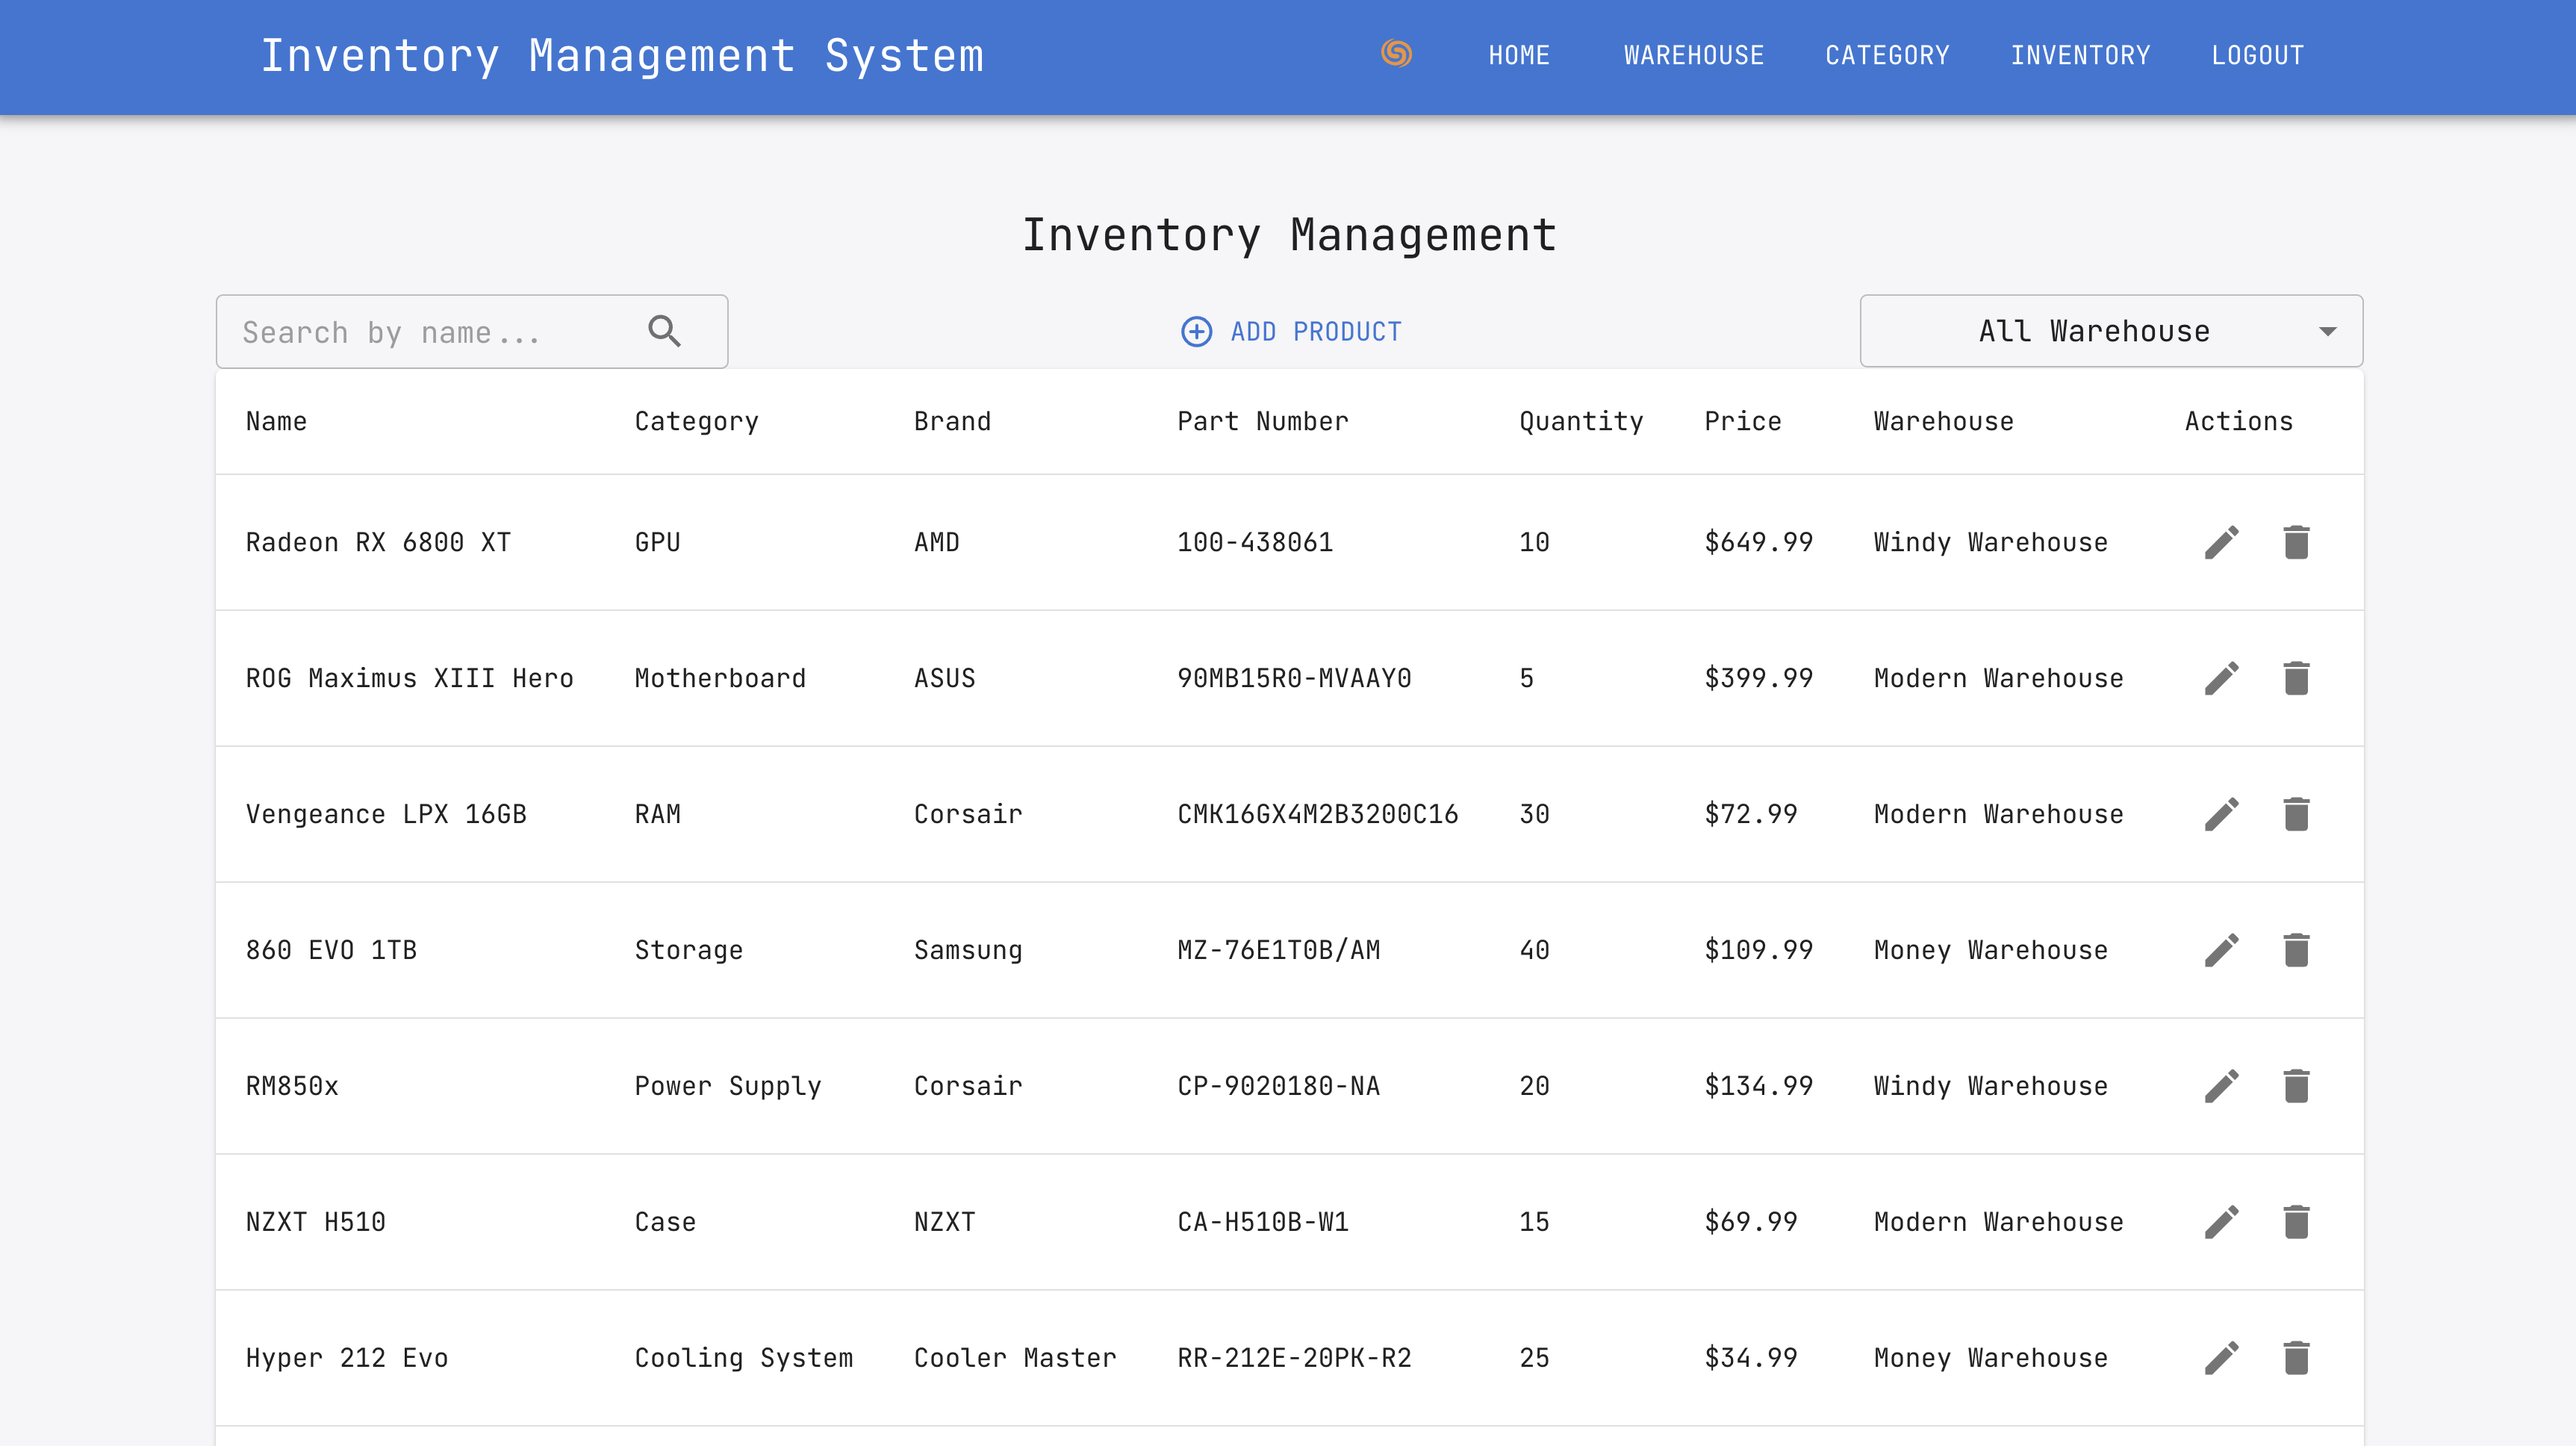 Inventory Management System HOME WAREHOUSE CATEGORY INVENTORY LOGOUT
Inventory Management
Search by name... ADD PRODUCT All Warehouse
Name Category Brand Part Number Quantity Price Warehouse Actions
Radeon RX 6800 XT GPU AMD 100-438061 10 $649.99 Windy Warehouse
ROG Maximus XIII Hero Motherboard ASUS 90MB15R0-MVAAY0 5 $399.99 Modern Warehouse
Vengeance LPX 16GB RAM Corsair CMK16GX4M2B3200C16 30 $72.99 Modern Warehouse
860 EVO 1TB Storage Samsung MZ-76E1T0B/AM 40 $109.99 Money Warehouse
RM850x Power Supply Corsair CP-9020180-NA 20 $134.99 Windy Warehouse
NZXT H510 Case NZXT CA-H510B-W1 15 $69.99 Modern Warehouse
Hyper 212 Evo Cooling System Cooler Master RR-212E-20PK-R2 25 $34.99 Money Warehouse